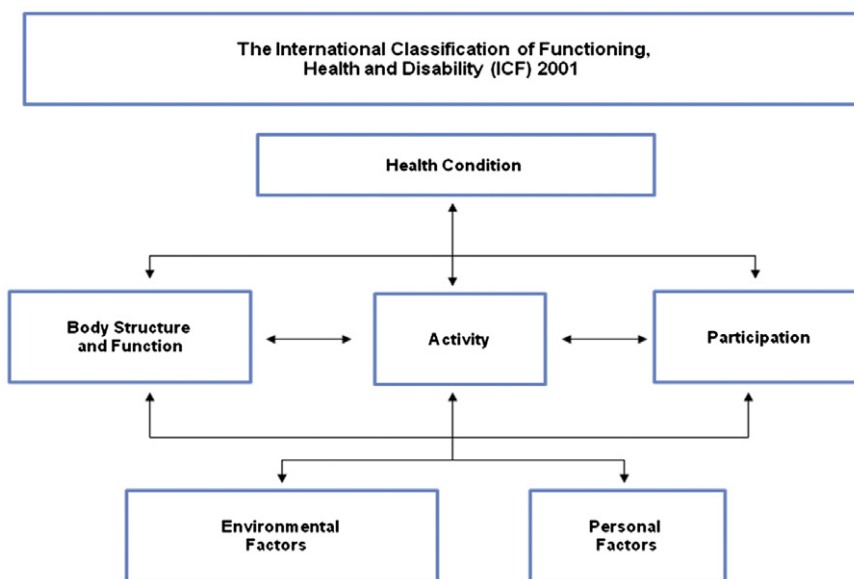 The International Classification of Functioning,
Health and Disability (ICF) 2001
Health Condition
Body Structure
and Function
Activity
Participation
Environmental
Factors
Personal
Factors